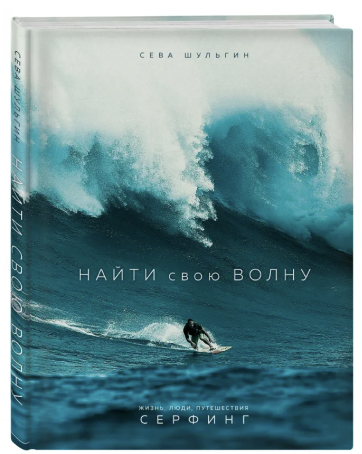 СЕВА ШУЛЬГИН
НАЙТИ СВОЮ ВОЛНУ
ЖИЗНЬ, ЛЮДИ, ПУТЕШЕСТВИЯ
СЕРФИНГ
СЕВА ШУЛЬГИН
НАЙТИ СВОЮ ВОЛНУ